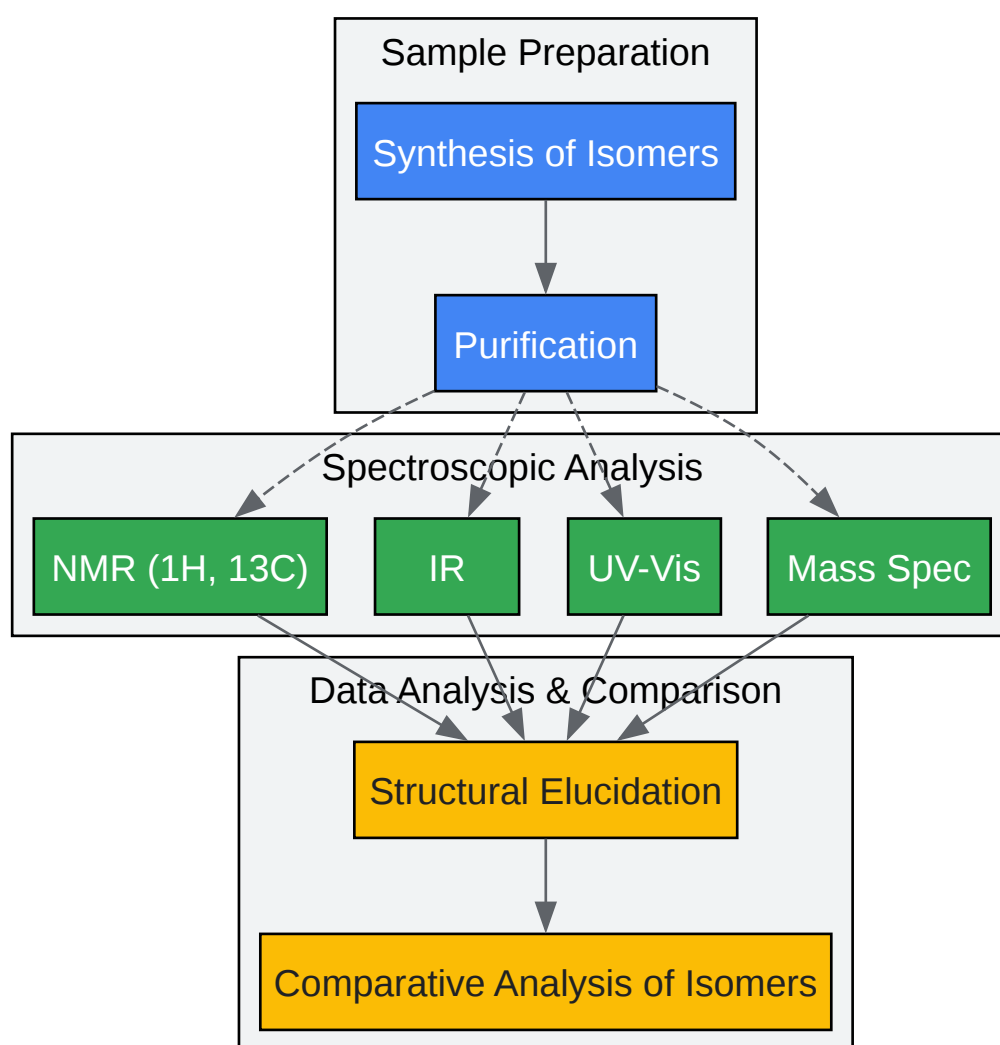 Sample Preparation
Synthesis of Isomers
Purification
Spectroscopic Analysis
NMR (1H, 13C)
IR
UV-Vis
Mass Spec
Data Analysis & Comparison
Structural Elucidation
Comparative Analysis of Isomers